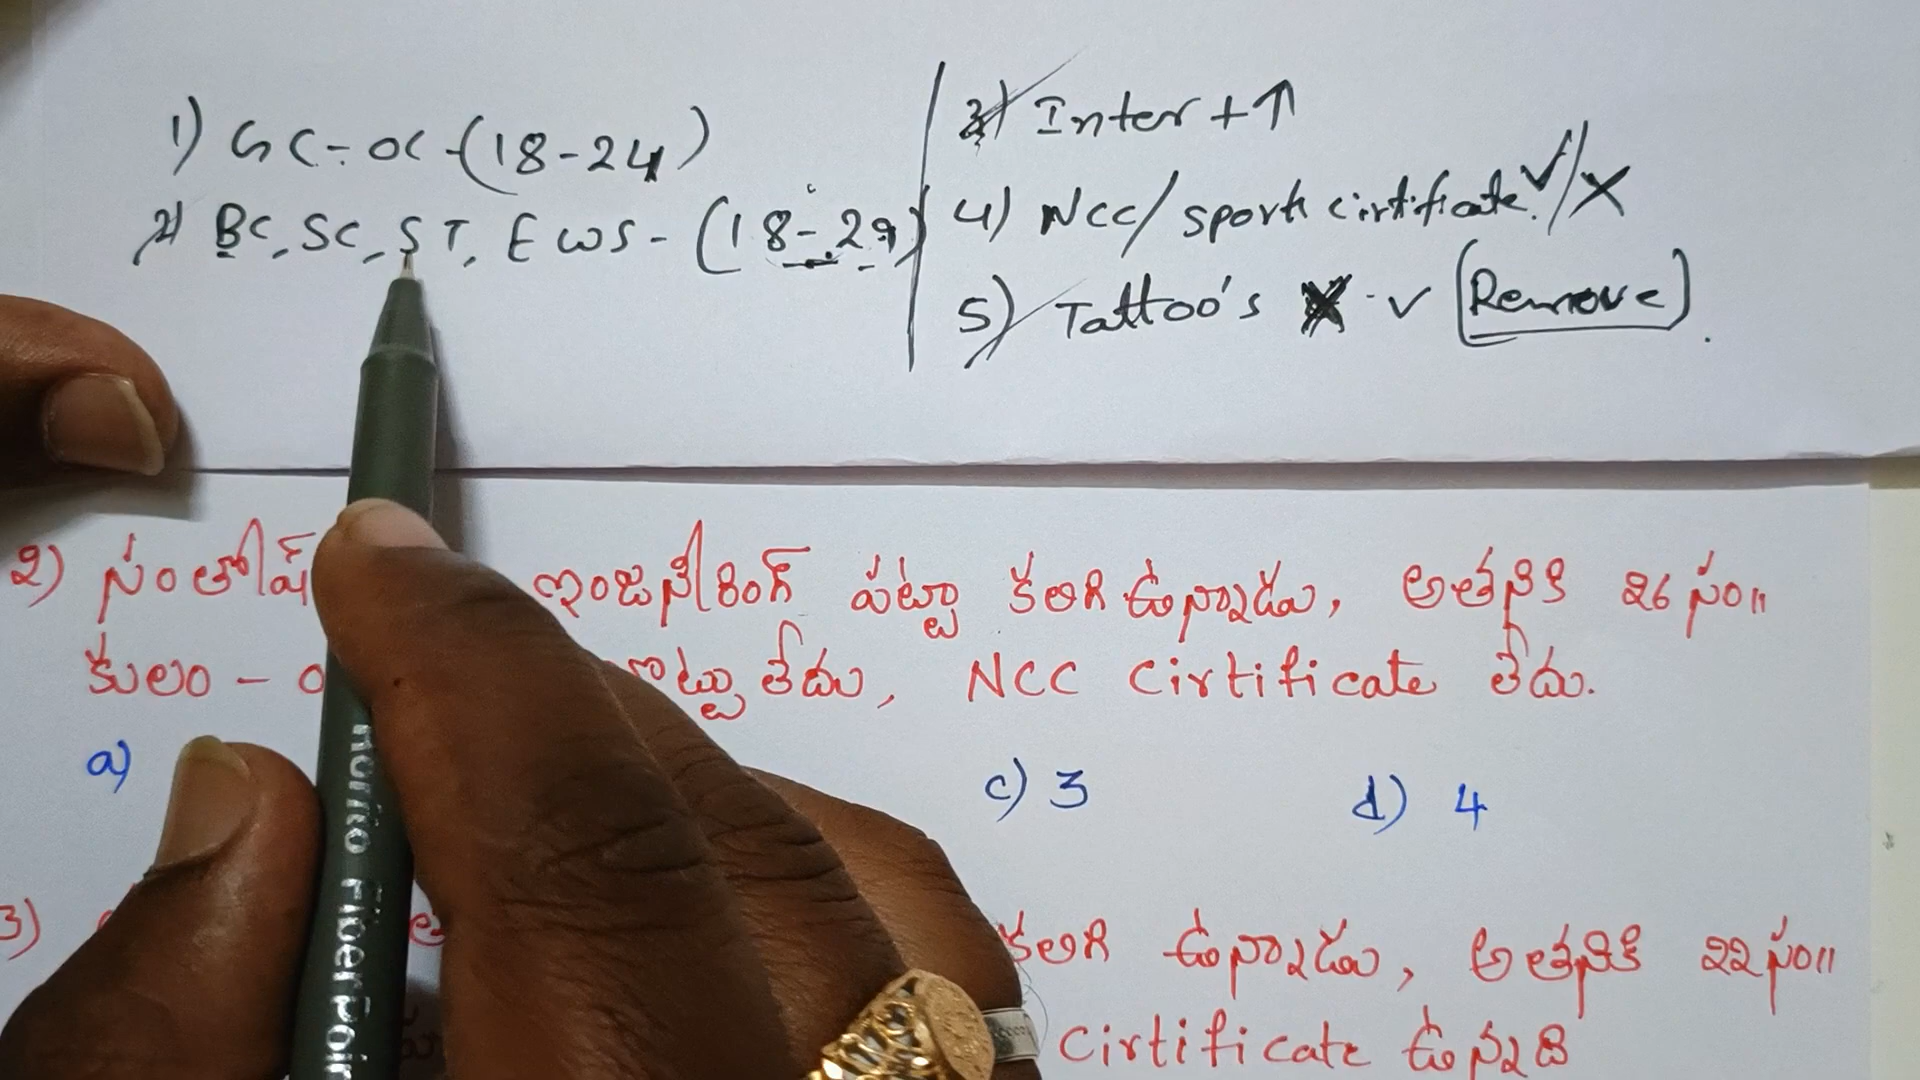 1) GC - OC - (18-24)
2) BC, SC, ST, EWS - (18-29)
3) Inter + ↑
4) NCC/ sports cirtificate. ✓/X
5) Tattoo's X - ✓ (Remove).
2) సంతోష్ ఇంజనీరింగ్ పట్టా కలిగి ఉన్నాడు, అతనికి 26 సం॥
కులం - లేదు, NCC Cirtificate లేదు.
a) c) 3 d) 4
3) కలిగి ఉన్నాడు, అతనికి 22 సం॥
Cirtificate ఉన్నది